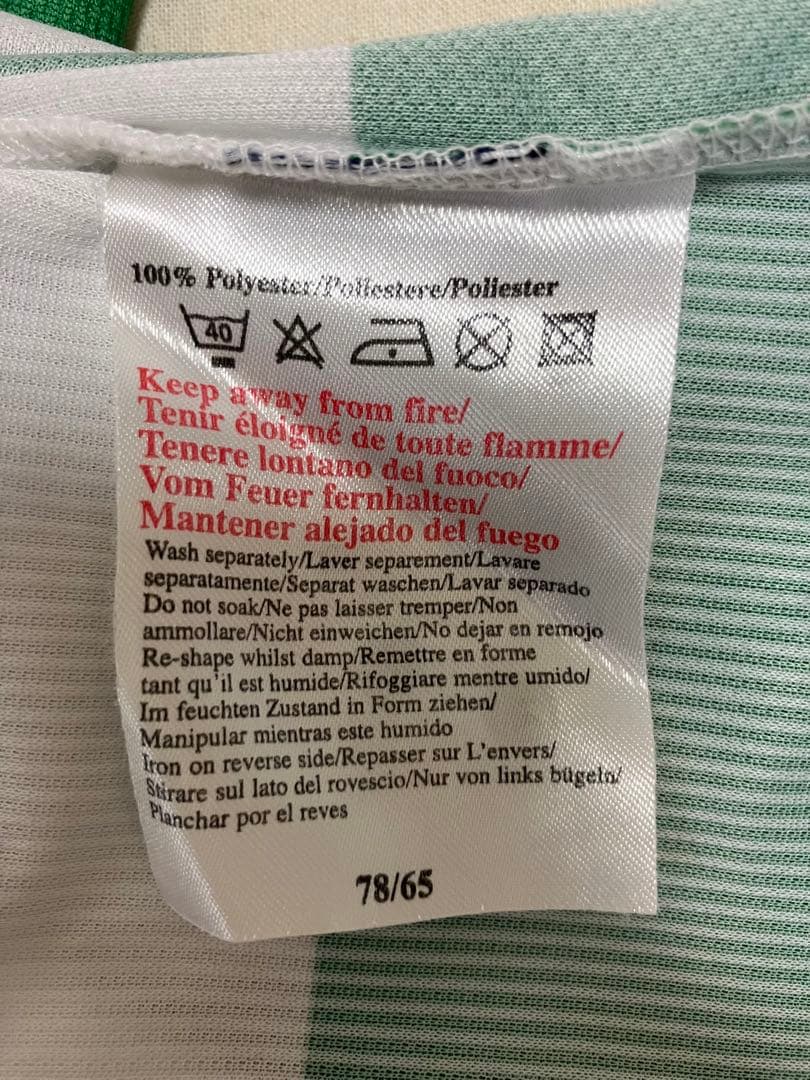 100% Polyester/Poliestere/Poliester
40
Keep away from fire/
Tenir éloigné de toute flamme/
Tenere lontano del fuoco/
Vom Feuer fernhalten/
Mantener alejado del fuego
Wash separately/Laver separement/Lavare
separatamente/Separat waschen/Lavar separado
Do not soak/Ne pas laisser tremper/Non
ammollare/Nicht einweichen/No dejar en remojo
Re-shape whilst damp/Remettre en forme
tant qu'il est humide/Rifoggiare mentre umido/
Im feuchten Zustand in Form ziehen/
Manipular mientras este humido
Iron on reverse side/Repasser sur L'envers/
Stirare sul lato del rovescio/Nur von links bügeln/
Planchar por el reves
78/65